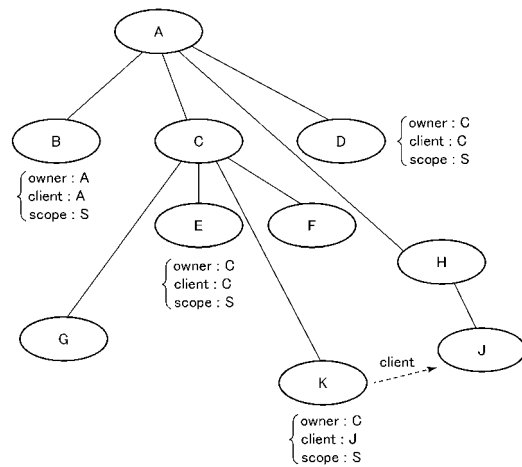 A
B
C
D
owner : C
client : C
scope : S
owner : A
client : A
scope : S
E
F
owner : C
client : C
scope : S
H
G
J
client
K
owner : C
client : J
scope : S